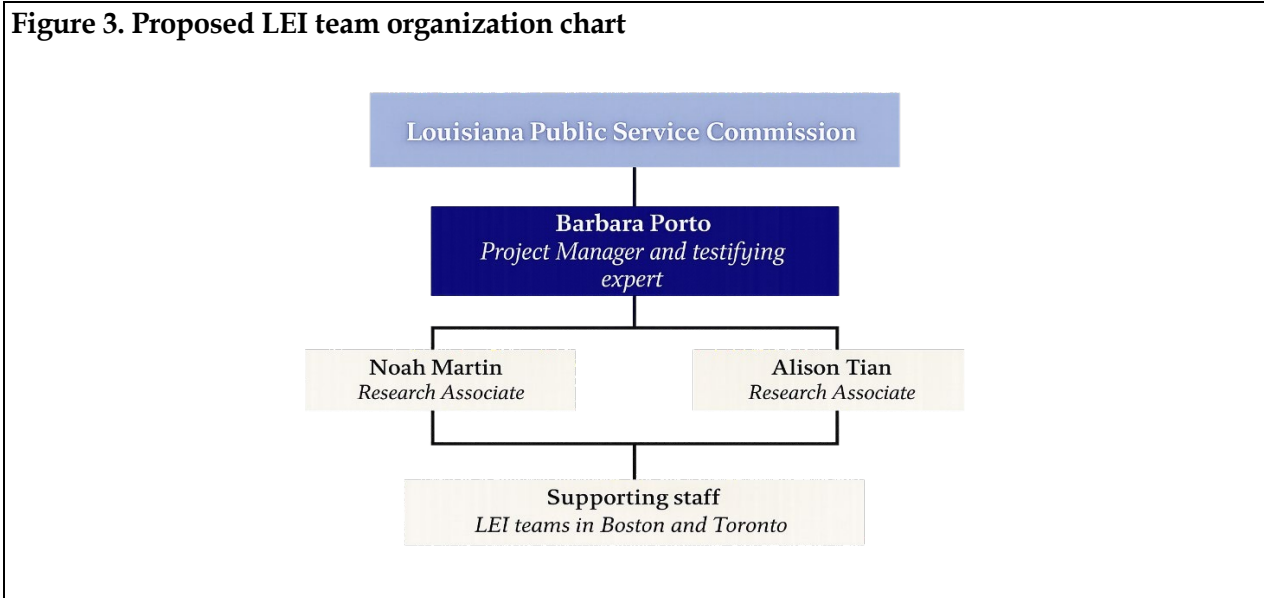 Figure 3. Proposed LEI team organization chart
Louisiana Public Service Commission
Barbara Porto
Project Manager and testifying
expert
Noah Martin
Research Associate
Alison Tian
Research Associate
Supporting staff
LEI teams in Boston and Toronto